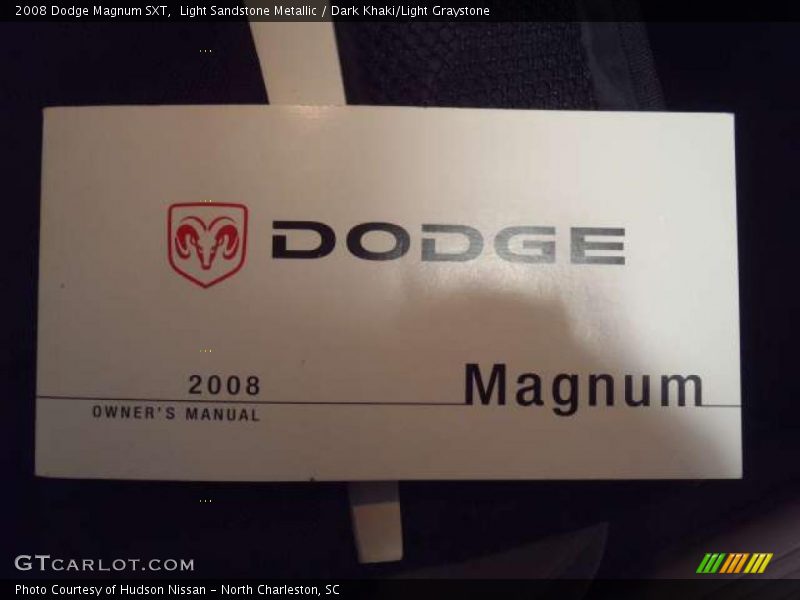 2008 Dodge Magnum SXT,  Light Sandstone Metallic / Dark Khaki/Light Graystone
DODGE
2008
Magnum
OWNER'S MANUAL
GTCARLOT.COM
Photo Courtesy of Hudson Nissan - North Charleston, SC